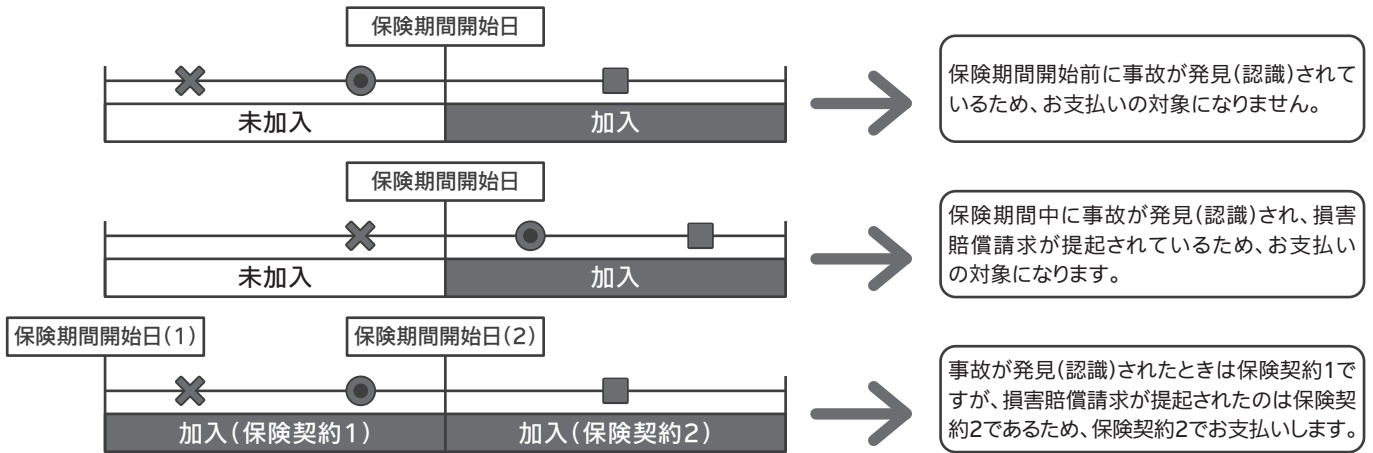 保険期間開始日
未加入
加入
保険期間開始前に事故が発見(認識)されて
いるため、お支払いの対象になりません。
保険期間開始日
未加入
加入
保険期間中に事故が発見(認識)され、損害
賠償請求が提起されているため、お支払い
の対象になります。
保険期間開始日(1)
保険期間開始日(2)
加入(保険契約1)
加入(保険契約2)
事故が発見(認識)されたときは保険契約1で
すが、損害賠償請求が提起されたのは保険契
約2であるため、保険契約2でお支払いします。